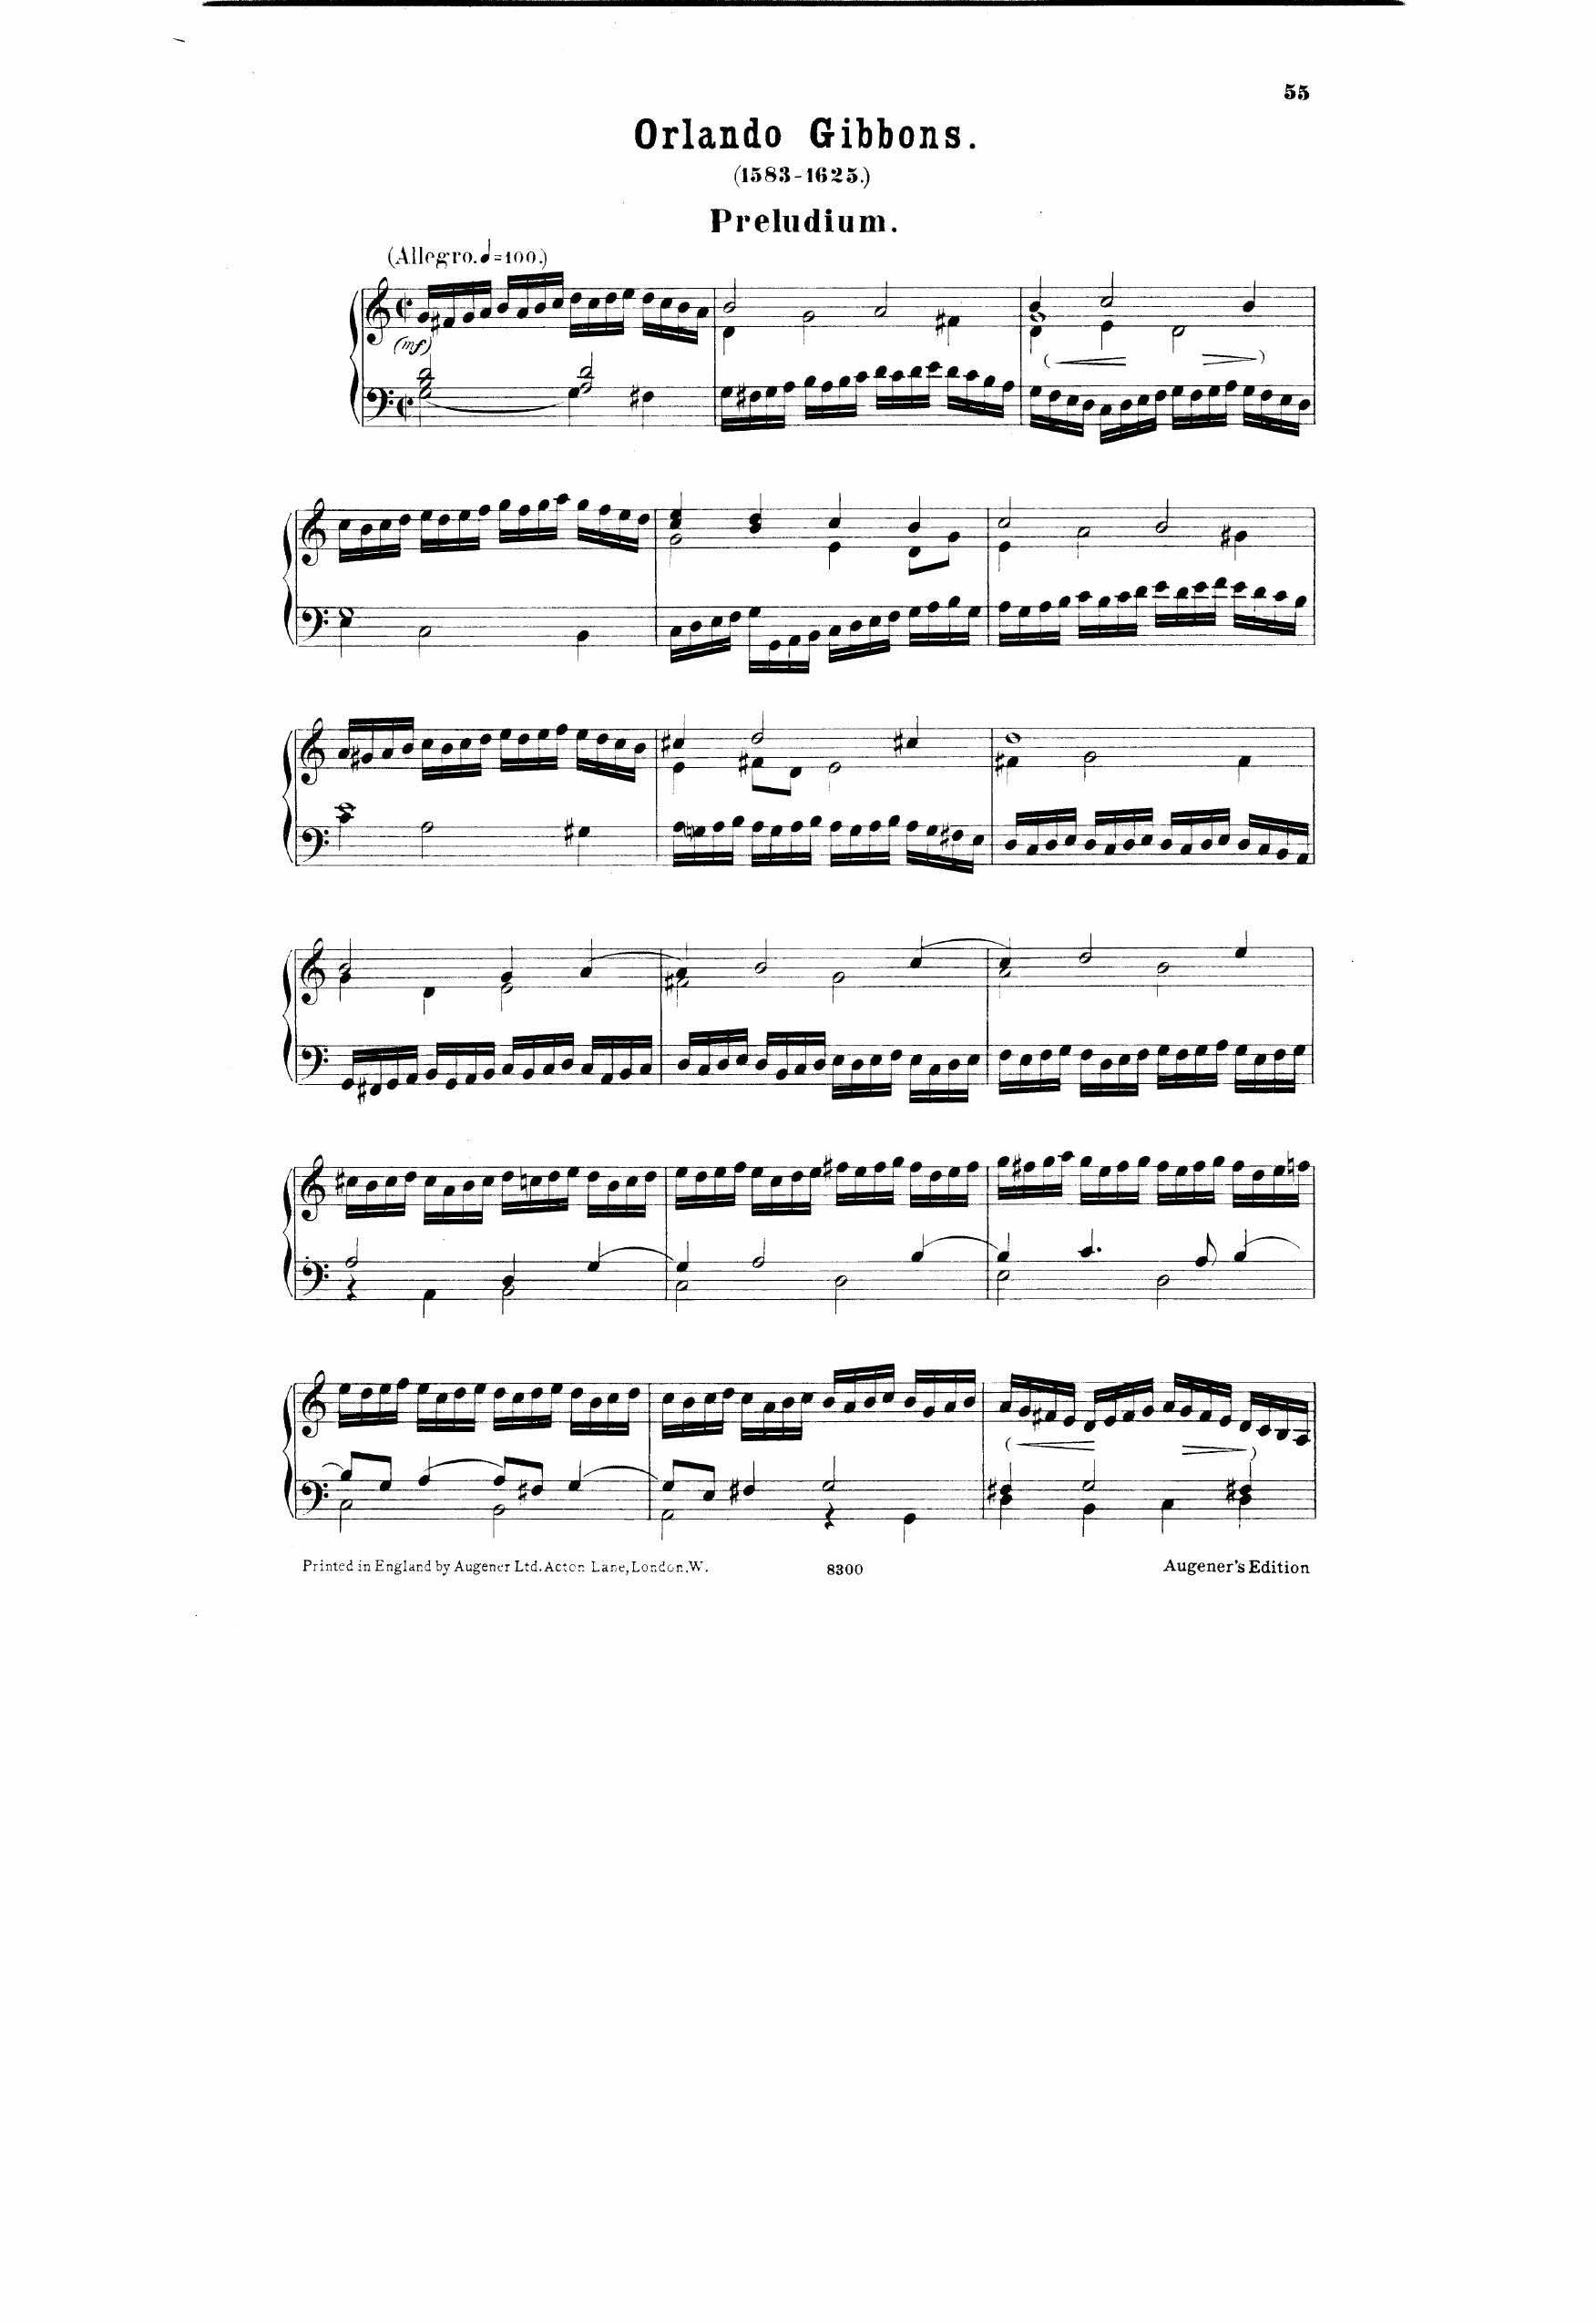 55
Orlando Gibbons.
(1583-1625.)
Preludium.
(Allegro. 𝅗𝅥=100.)
(mf)
Printed in England by Augener Ltd. Acton Lane, London. W.
8300
Augener's Edition